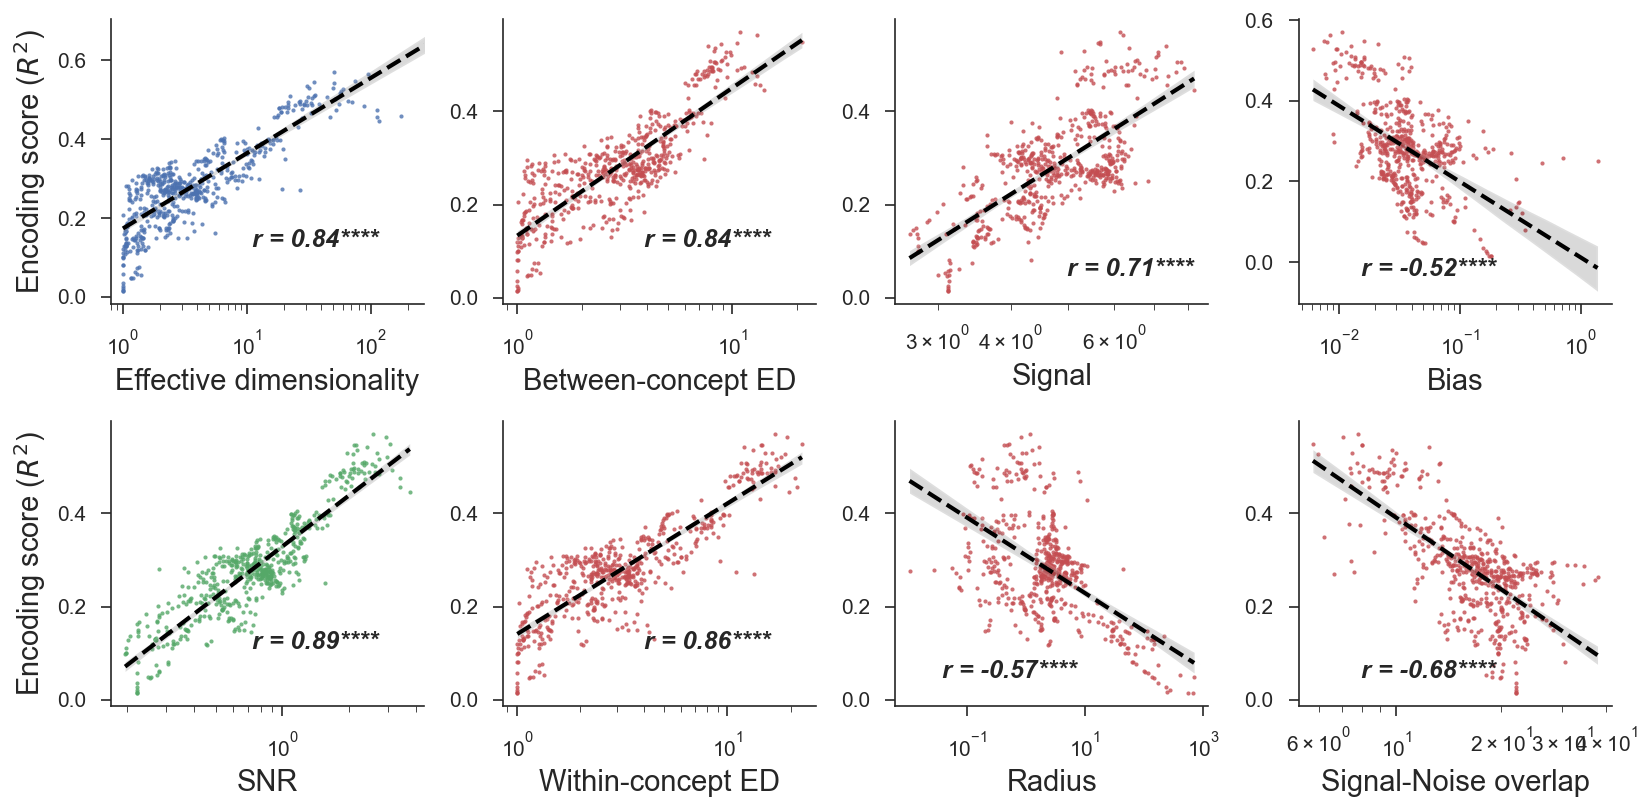 Encoding score (R²)
0.6
0.4
0.2
0.0
r = 0.84****
10⁰ 10¹ 10²
Effective dimensionality
0.4
0.2
0.0
r = 0.84****
10⁰ 10¹
Between-concept ED
0.4
0.2
0.0
r = 0.71****
3 × 10⁰ 4 × 10⁰ 6 × 10⁰
Signal
0.6
0.4
0.2
0.0
r = -0.52****
10⁻² 10⁻¹ 10⁰
Bias
Encoding score (R²)
0.4
0.2
0.0
r = 0.89****
10⁰
SNR
0.4
0.2
0.0
r = 0.86****
10⁰ 10¹
Within-concept ED
0.4
0.2
0.0
r = -0.57****
10⁻¹ 10¹ 10³
Radius
0.4
0.2
0.0
r = -0.68****
6 × 10⁰ 10¹ 2 × 10¹ 3 × 10¹ 4 × 10¹
Signal-Noise overlap